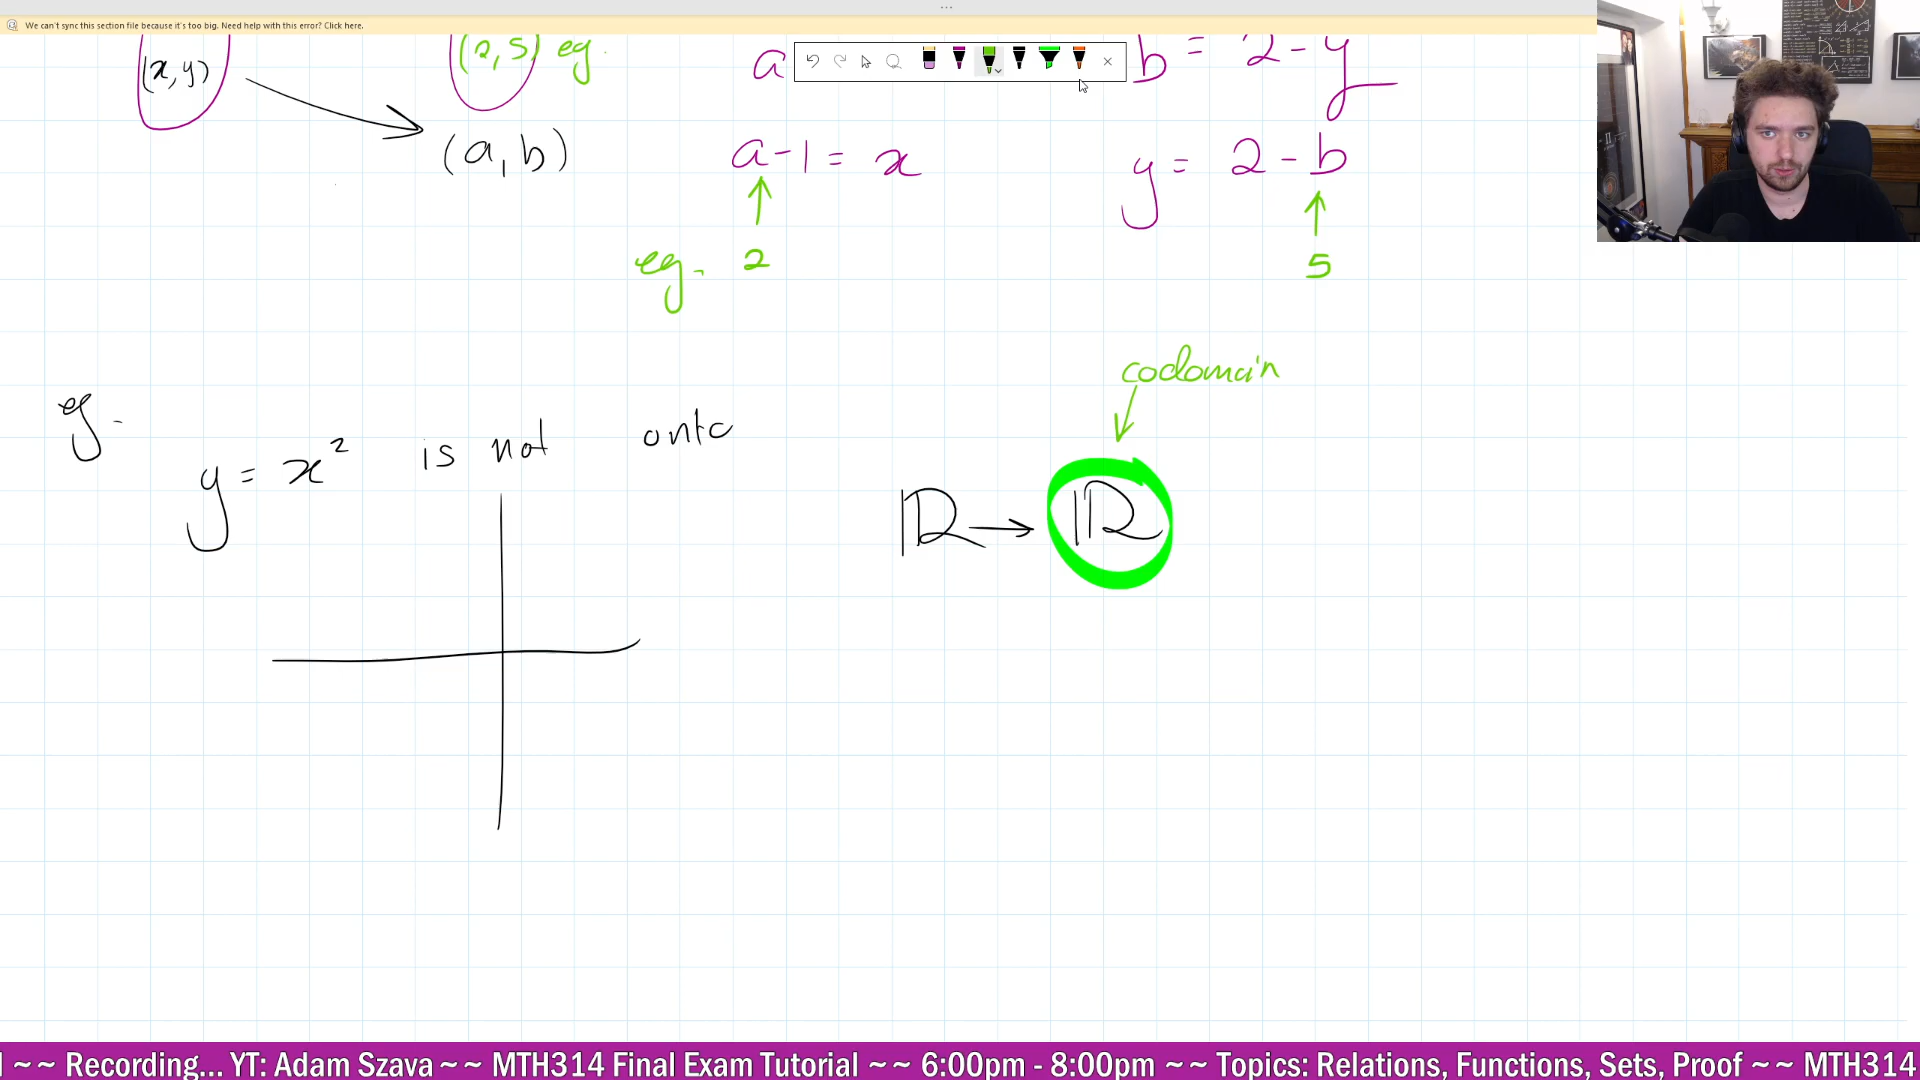 We can't sync this section file because it's too big. Need help with this error? Click here.
(2, 5) eg.
(x, y)
a
b = 2 - y
(a, b)
a - 1 = x
y = 2 - b
eg. 2
5
codomain
eg.
y = x² is not onto
ℝ → ℝ
~~ Recording... YT: Adam Szava ~~ MTH314 Final Exam Tutorial ~~ 6:00pm - 8:00pm ~~ Topics: Relations, Functions, Sets, Proof ~~ MTH314